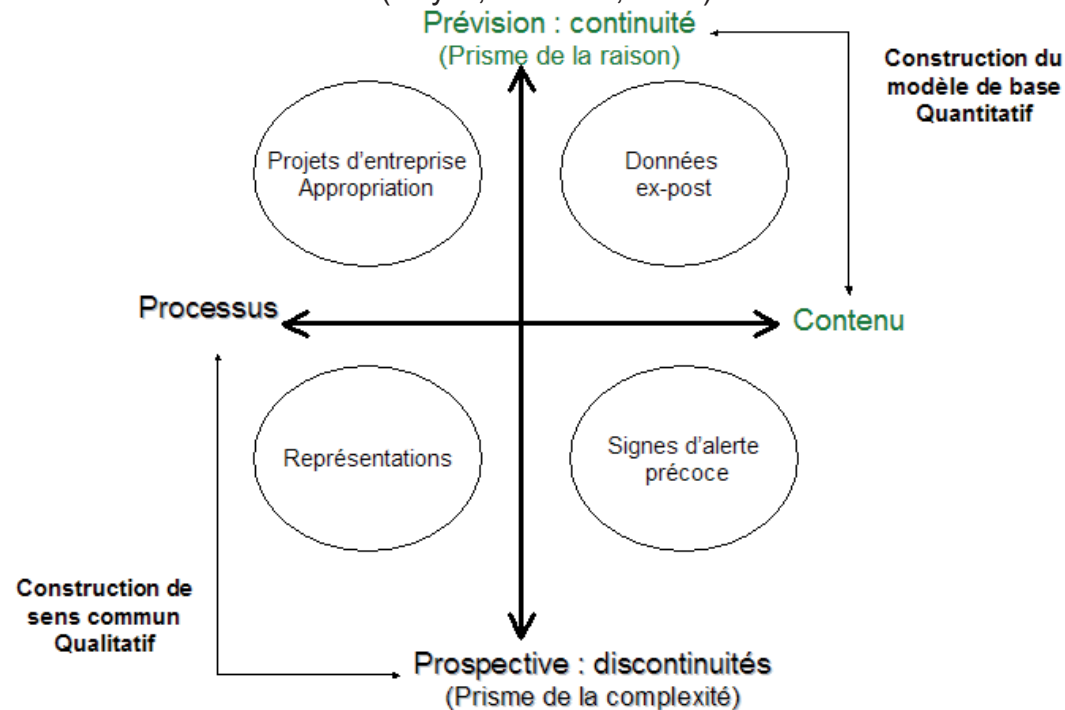 Prévision : continuité
(Prisme de la raison)
Construction du
modèle de base
Quantitatif
Projets d'entreprise
Appropriation
Données
ex-post
Processus
Contenu
Représentations
Signes d'alerte
précoce
Construction de
sens commun
Qualitatif
Prospective : discontinuités
(Prisme de la complexité)